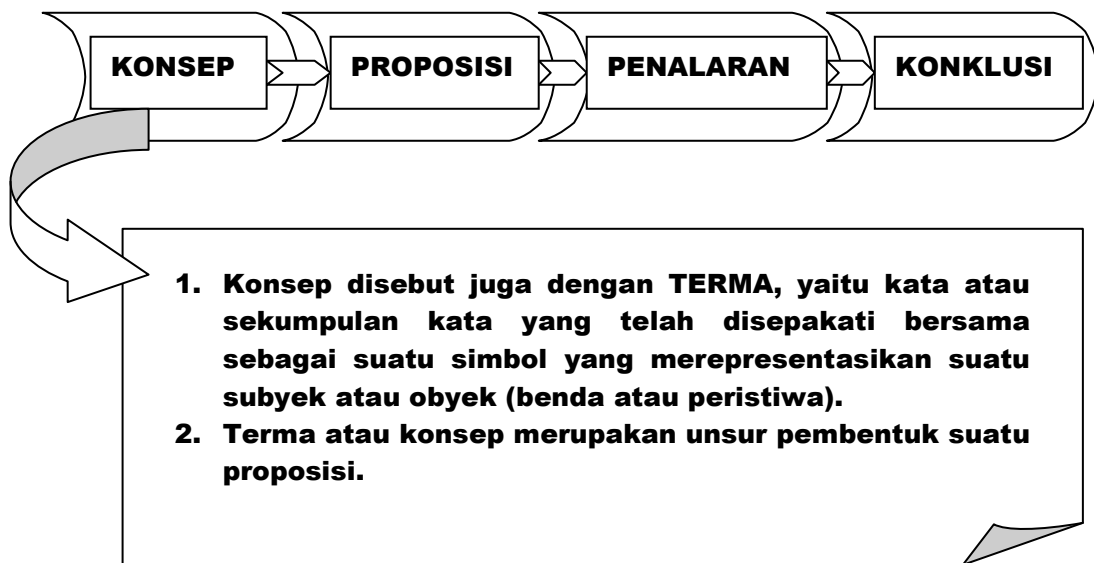 KONSEP PROPOSISI PENALARAN KONKLUSI
1. Konsep disebut juga dengan TERMA, yaitu kata atau
sekumpulan kata yang telah disepakati bersama
sebagai suatu simbol yang merepresentasikan suatu
subyek atau obyek (benda atau peristiwa).
2. Terma atau konsep merupakan unsur pembentuk suatu
proposisi.